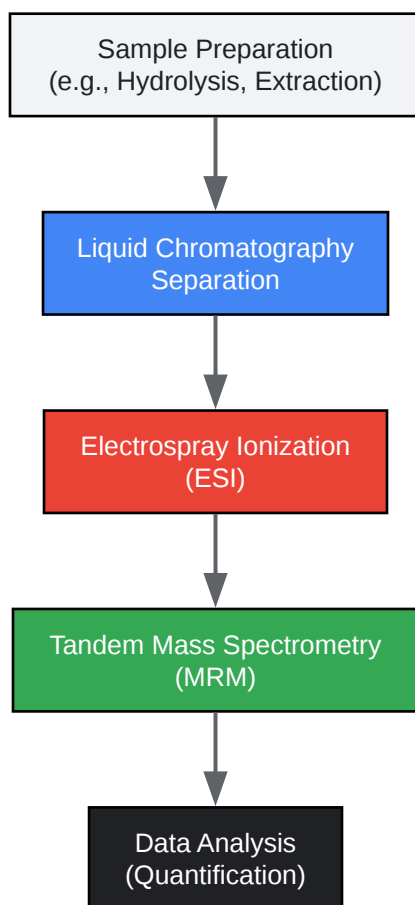 Sample Preparation
(e.g., Hydrolysis, Extraction)
Liquid Chromatography
Separation
Electrospray Ionization
(ESI)
Tandem Mass Spectrometry
(MRM)
Data Analysis
(Quantification)